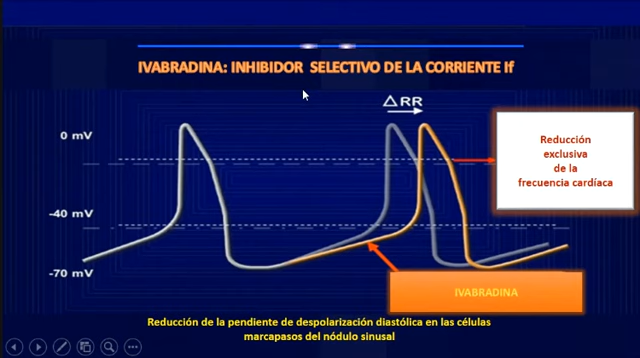 IVABRADINA: INHIBIDOR SELECTIVO DE LA CORRIENTE If
△RR
0 mV
Reducción
exclusiva
de la
frecuencia cardíaca
-40 mV
-70 mV
IVABRADINA
Reducción de la pendiente de despolarización diastólica en las células
marcapasos del nódulo sinusal